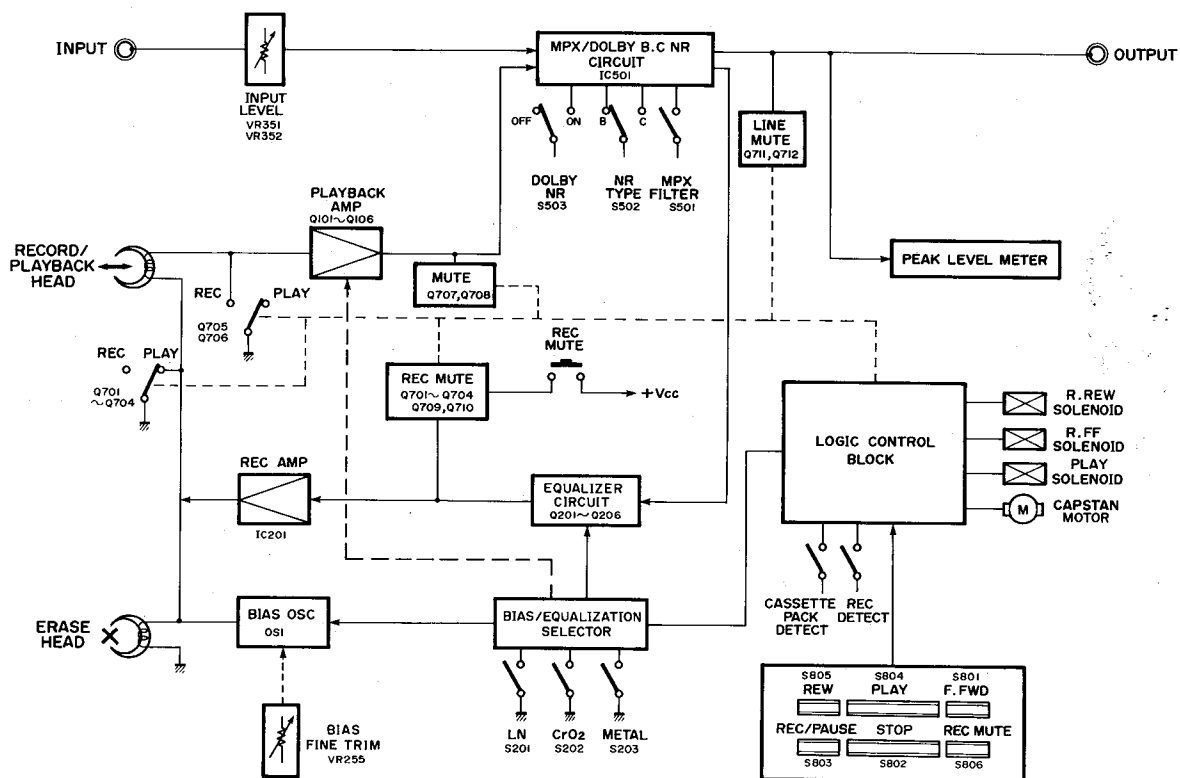 INPUT
INPUT
LEVEL
VR351
VR352
MPX/DOLBY B.C NR
CIRCUIT
IC501
OUTPUT
OFF
ON
B
C
DOLBY
NR
S503
NR
TYPE
S502
MPX
FILTER
S501
LINE
MUTE
Q711,Q712
PEAK LEVEL METER
PLAYBACK
AMP
Q101~Q106
RECORD/
PLAYBACK
HEAD
MUTE
Q707,Q708
REC
PLAY
Q705
Q706
REC
PLAY
Q701
~Q704
REC MUTE
Q701~Q704
Q709,Q710
REC
MUTE
+Vcc
LOGIC CONTROL
BLOCK
R.REW
SOLENOID
R.FF
SOLENOID
PLAY
SOLENOID
M
CAPSTAN
MOTOR
REC AMP
IC201
EQUALIZER
CIRCUIT
Q201~Q206
CASSETTE
PACK
DETECT
REC
DETECT
ERASE
HEAD
BIAS OSC
OS1
BIAS/EQUALIZATION
SELECTOR
LN
S201
CrO2
S202
METAL
S203
BIAS
FINE TRIM
VR255
S805
REW
S804
PLAY
S801
F.FWD
REC/PAUSE
S803
STOP
S802
REC MUTE
S806